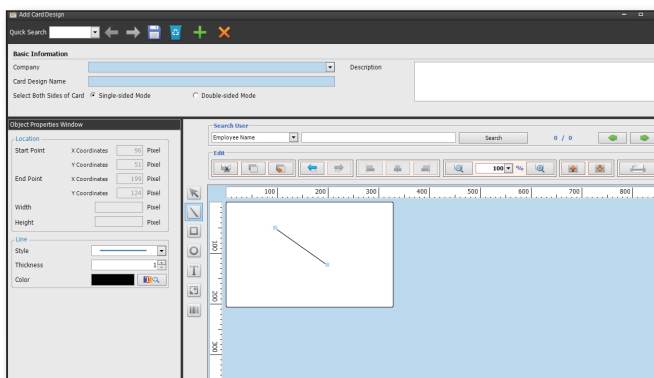 Add Card Design
Quick Search
Basic Information
Company
Description
Card Design Name
Select Both Sides of Card
Single-sided Mode
Double-sided Mode
Object Properties Window
Location
Start Point X Coordinates 96 Pixel
Y Coordinates 51 Pixel
End Point X Coordinates 199 Pixel
Y Coordinates 124 Pixel
Width Pixel
Height Pixel
Line
Style
Thickness 1
Color
Search User
Employee Name
Search
0 / 0
Edit
100 %
100 200 300 400 500 600 700 800
T
100
200
300